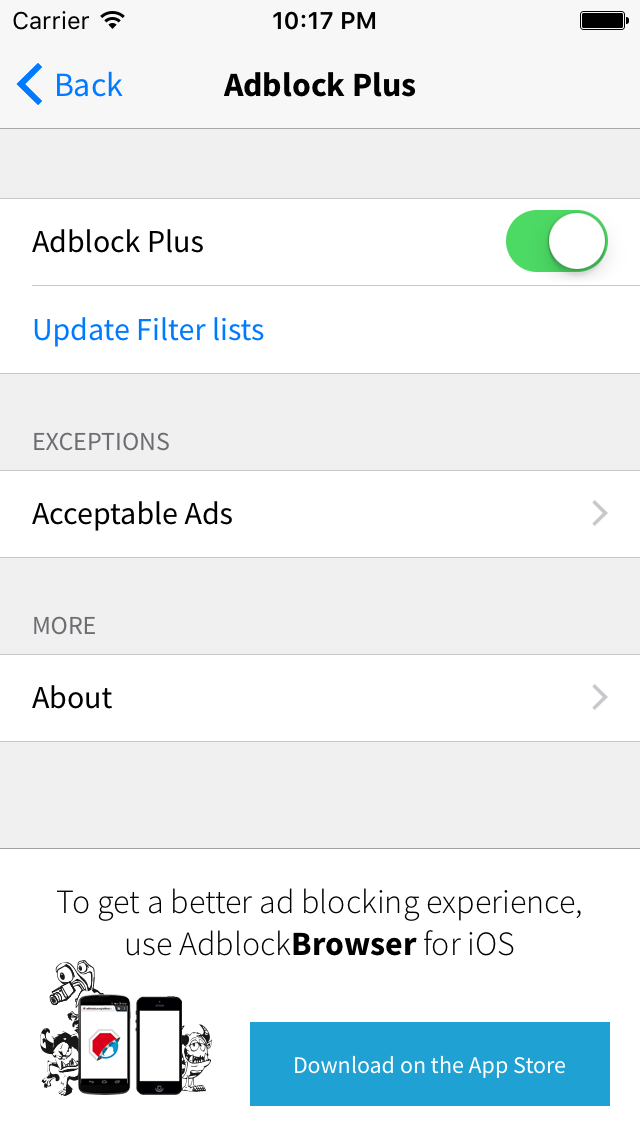 Carrier 10:17 PM
Back Adblock Plus
Adblock Plus
Update Filter lists
EXCEPTIONS
Acceptable Ads
MORE
About
To get a better ad blocking experience,
use AdblockBrowser for iOS
Download on the App Store